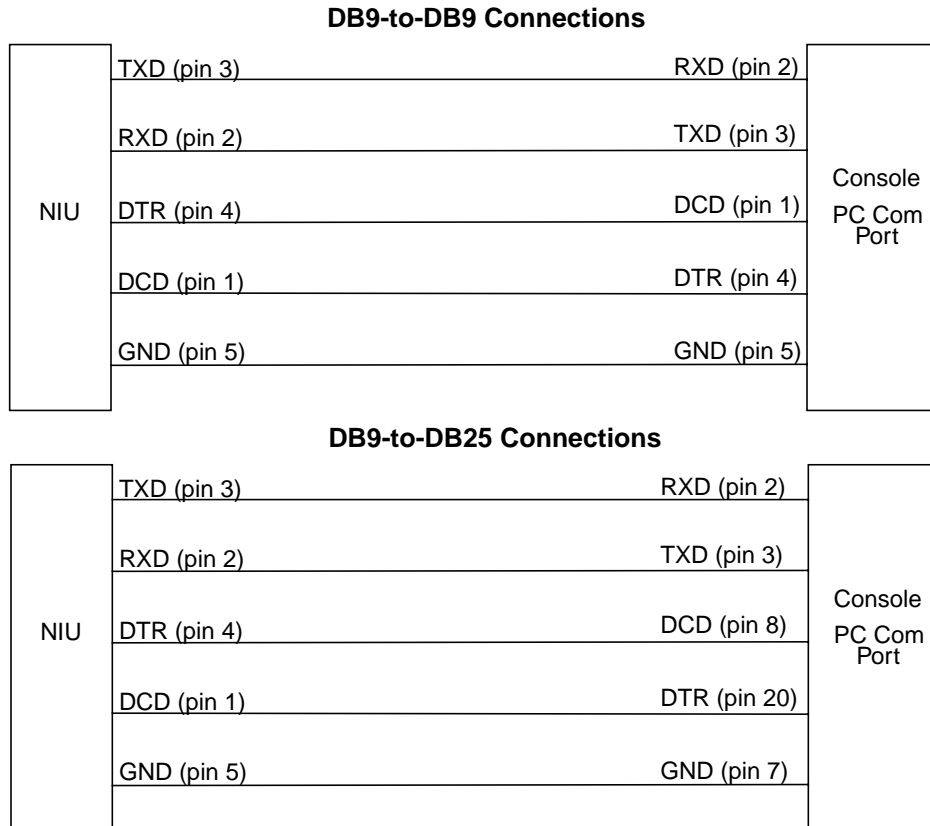 DB9-to-DB9 Connections
TXD (pin 3) RXD (pin 2)
RXD (pin 2) TXD (pin 3)
NIU
DTR (pin 4) DCD (pin 1)
DCD (pin 1) DTR (pin 4)
GND (pin 5) GND (pin 5)
Console
PC Com
Port
DB9-to-DB25 Connections
TXD (pin 3) RXD (pin 2)
RXD (pin 2) TXD (pin 3)
NIU
DTR (pin 4) DCD (pin 8)
DCD (pin 1) DTR (pin 20)
GND (pin 5) GND (pin 7)
Console
PC Com
Port